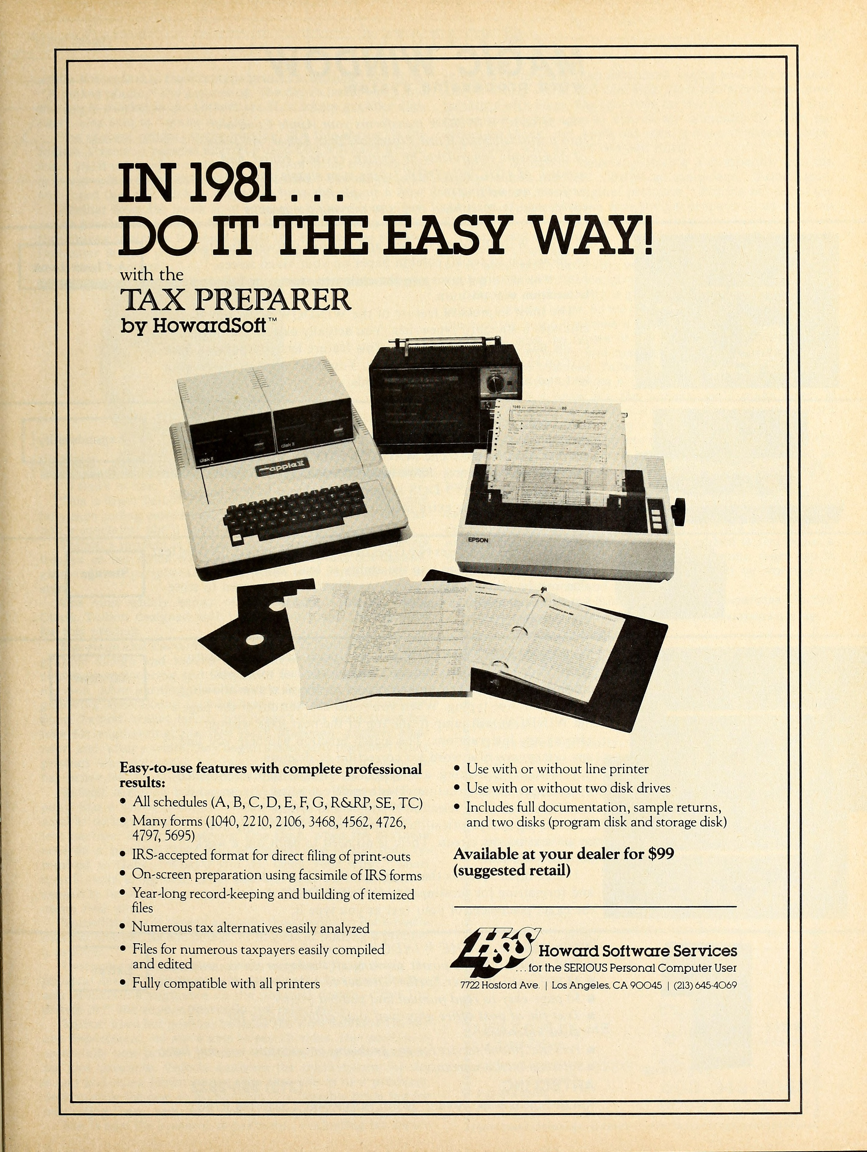 IN 1981 . . .
DO IT THE EASY WAY!
with the
TAX PREPARER
by HowardSoft™
disk II
disk II
apple II
EPSON
Easy-to-use features with complete professional
results:
• All schedules (A, B, C, D, E, F, G, R&RP, SE, TC)
• Many forms (1040, 2210, 2106, 3468, 4562, 4726,
4797, 5695)
• IRS-accepted format for direct filing of print-outs
• On-screen preparation using facsimile of IRS forms
• Year-long record-keeping and building of itemized
files
• Numerous tax alternatives easily analyzed
• Files for numerous taxpayers easily compiled
and edited
• Fully compatible with all printers
• Use with or without line printer
• Use with or without two disk drives
• Includes full documentation, sample returns,
and two disks (program disk and storage disk)
Available at your dealer for $99
(suggested retail)
HSS Howard Software Services
. . . for the SERIOUS Personal Computer User
7722 Hosford Ave. | Los Angeles, CA 90045 | (213) 645-4069